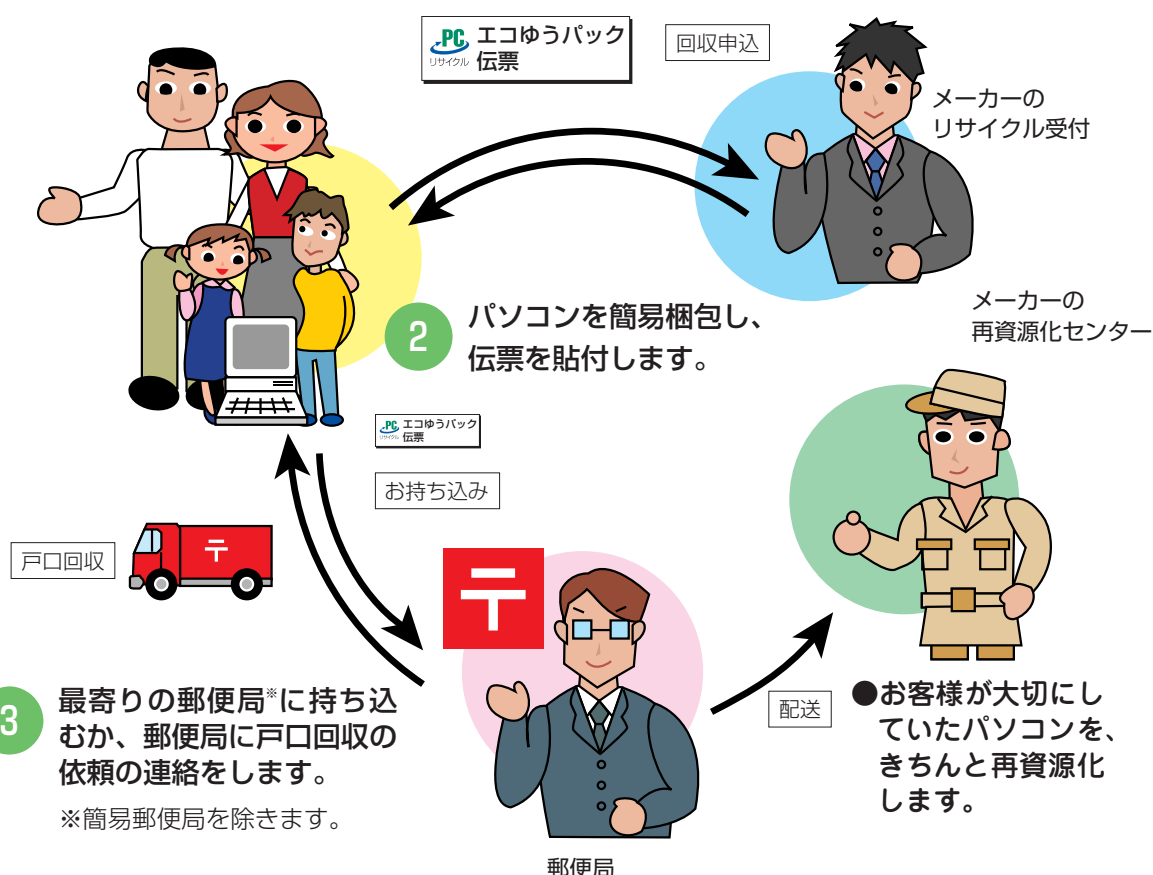 PC エコゆうパック
リサイクル 伝票
回収申込
メーカーの
リサイクル受付
2
パソコンを簡易梱包し、
伝票を貼付します。
メーカーの
再資源化センター
PC エコゆうパック
リサイクル 伝票
お持ち込み
戸口回収
〒
〒
3
最寄りの郵便局※に持ち込
むか、郵便局に戸口回収の
依頼の連絡をします。
※簡易郵便局を除きます。
配送
●お客様が大切にし
ていたパソコンを、
きちんと再資源化
します。
郵便局